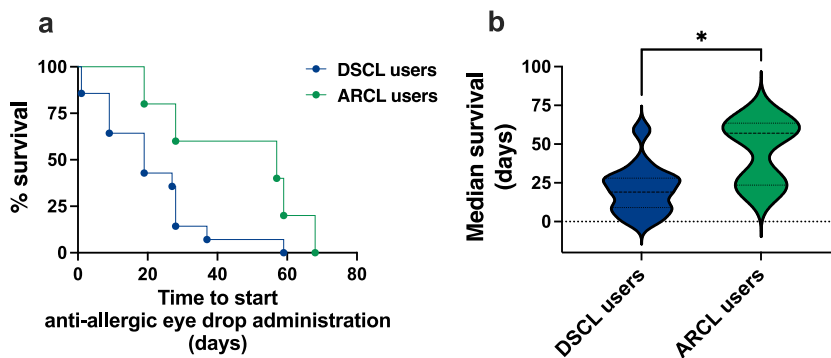 a
% survival
100
75
50
25
0
0 20 40 60 80
Time to start
anti-allergic eye drop administration
(days)
DSCL users
ARCL users
b
Median survival
(days)
100
75
50
25
0
*
DSCL users
ARCL users